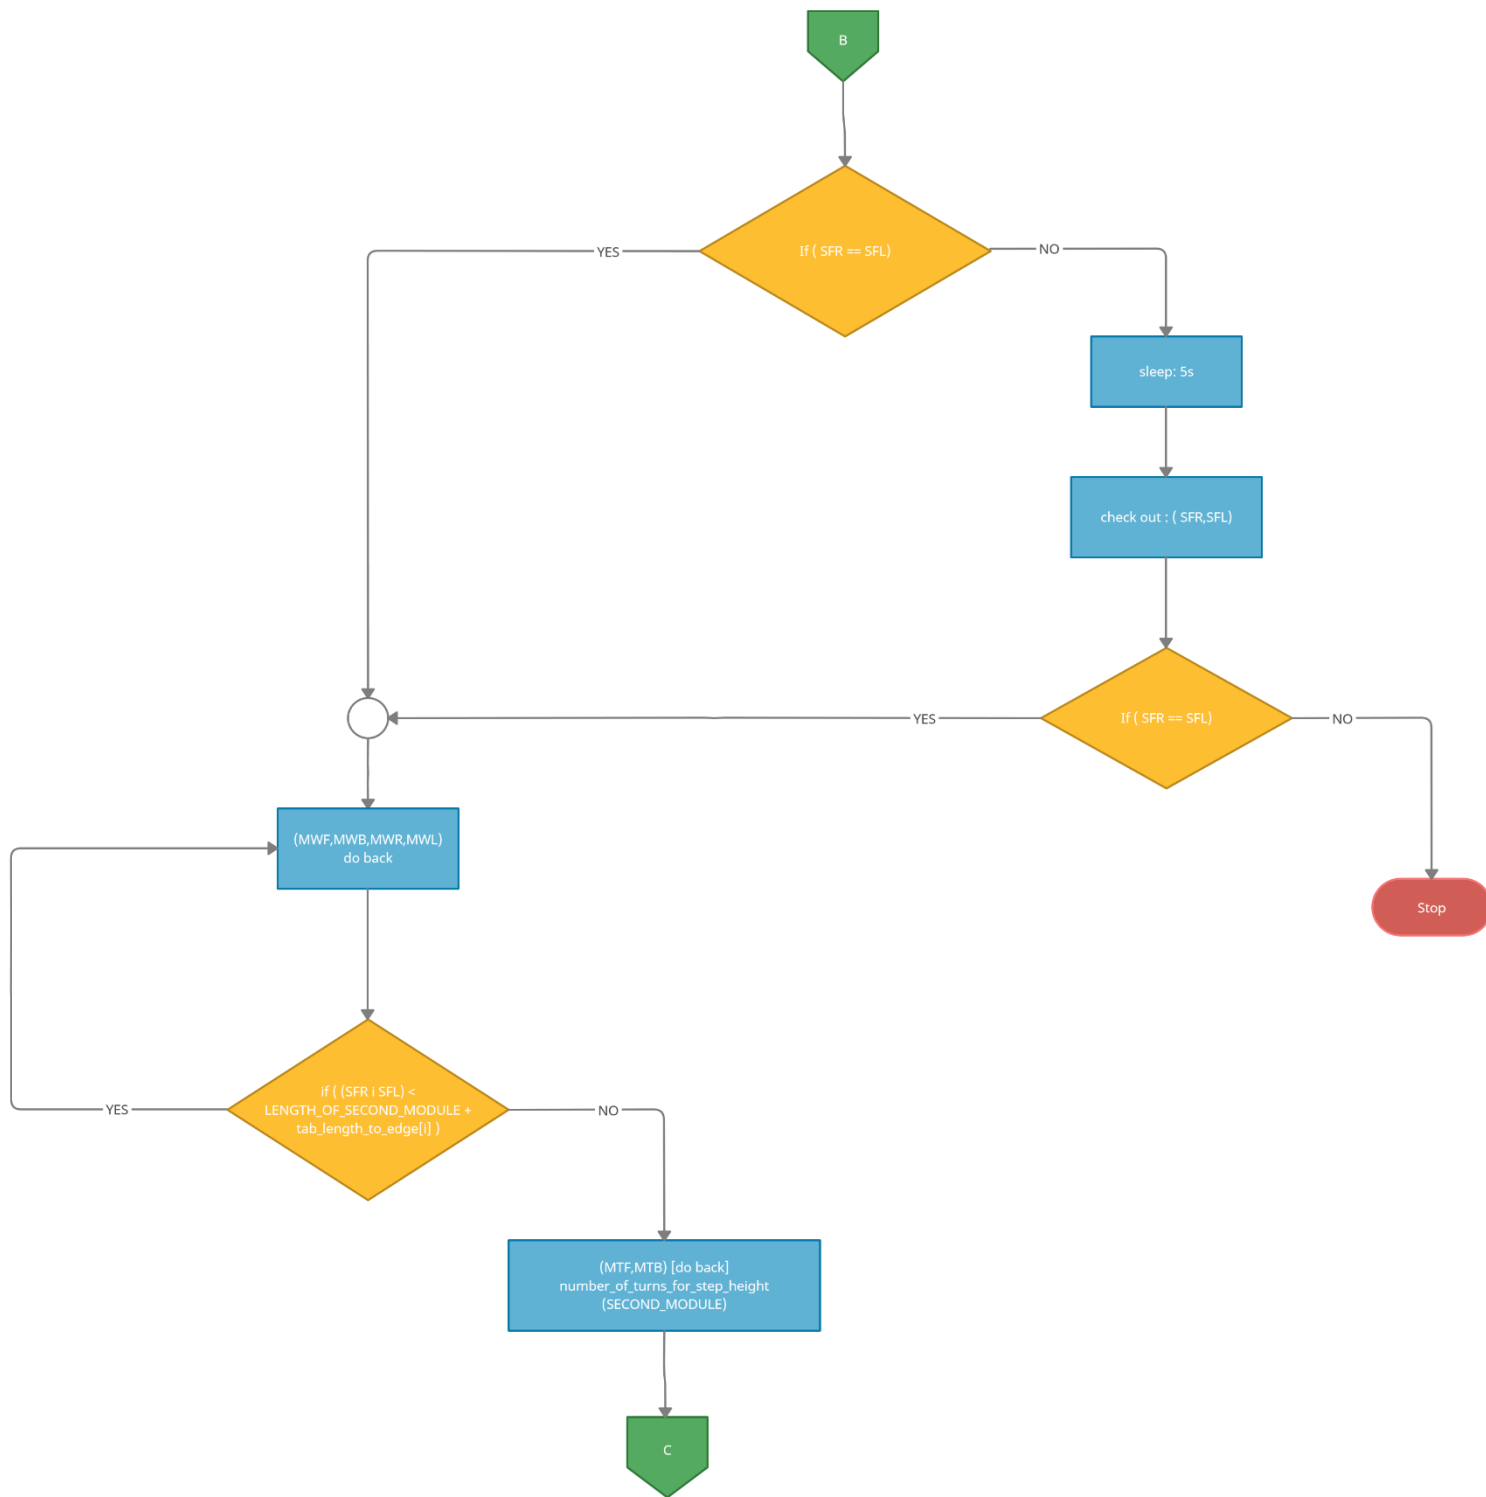 B
If ( SFR == SFL)
YES
NO
sleep: 5s
check out : ( SFR,SFL)
If ( SFR == SFL)
YES
NO
(MWF,MWB,MWR,MWL)
do back
Stop
if ( (SFR i SFL) <
LENGTH_OF_SECOND_MODULE +
tab_length_to_edge[i] )
YES
NO
(MTF,MTB) [do back]
number_of_turns_for_step_height
(SECOND_MODULE)
C